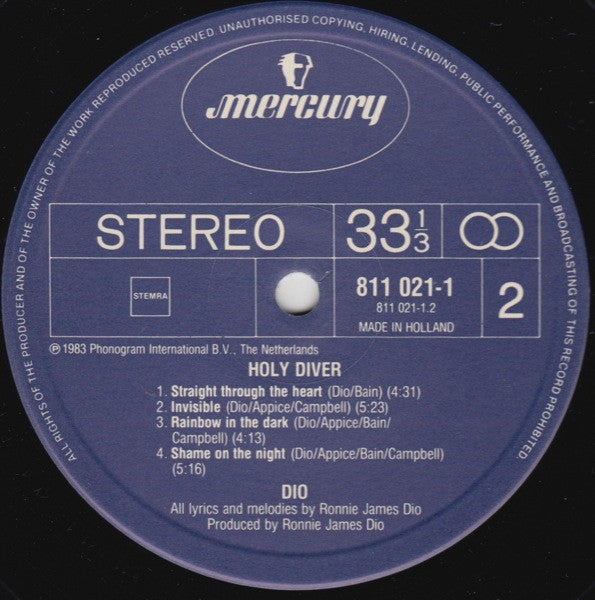 ALL RIGHTS OF THE PRODUCER AND OF THE OWNER OF THE WORK REPRODUCED RESERVED. UNAUTHORISED COPYING, HIRING, LENDING, PUBLIC PERFORMANCE AND BROADCASTING OF THIS RECORD PROHIBITED.
mercury
STEREO 33 1/3
STEMRA
811 021-1
811 021-1.2
MADE IN HOLLAND
2
℗ 1983 Phonogram International B.V., The Netherlands
HOLY DIVER
1. Straight through the heart (Dio/Bain) (4:31)
2. Invisible (Dio/Appice/Campbell) (5:23)
3. Rainbow in the dark (Dio/Appice/Bain/
Campbell) (4:13)
4. Shame on the night (Dio/Appice/Bain/Campbell)
(5:16)
DIO
All lyrics and melodies by Ronnie James Dio
Produced by Ronnie James Dio